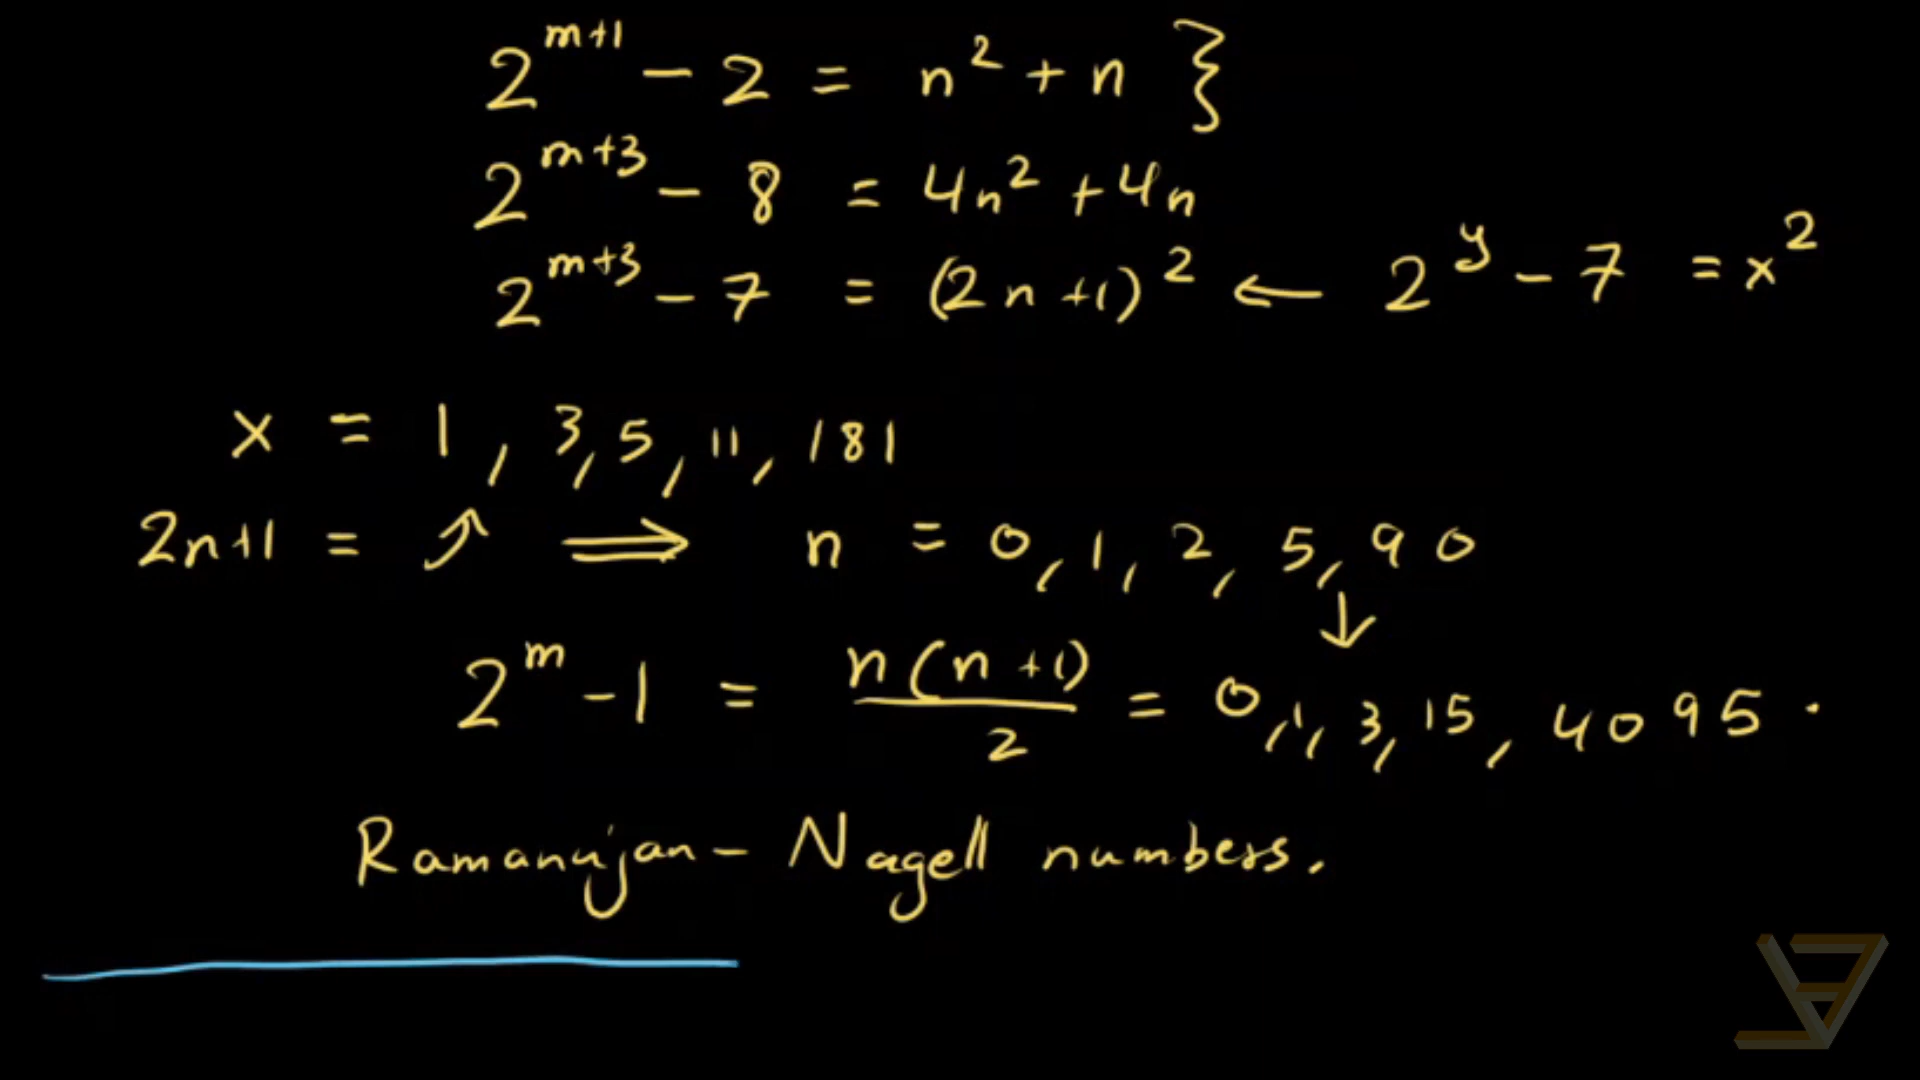 2^{m+1} - 2 = n^2 + n }
2^{m+3} - 8 = 4n^2 + 4n
2^{m+3} - 7 = (2n+1)^2 ← 2^y - 7 = x^2
x = 1, 3, 5, 11, 181
2n+1 = ↗ ⟹ n = 0, 1, 2, 5, 90
↓
2^m - 1 = n(n+1)/2 = 0, 1, 3, 15, 4095.
Ramanujan - Nagell numbers.